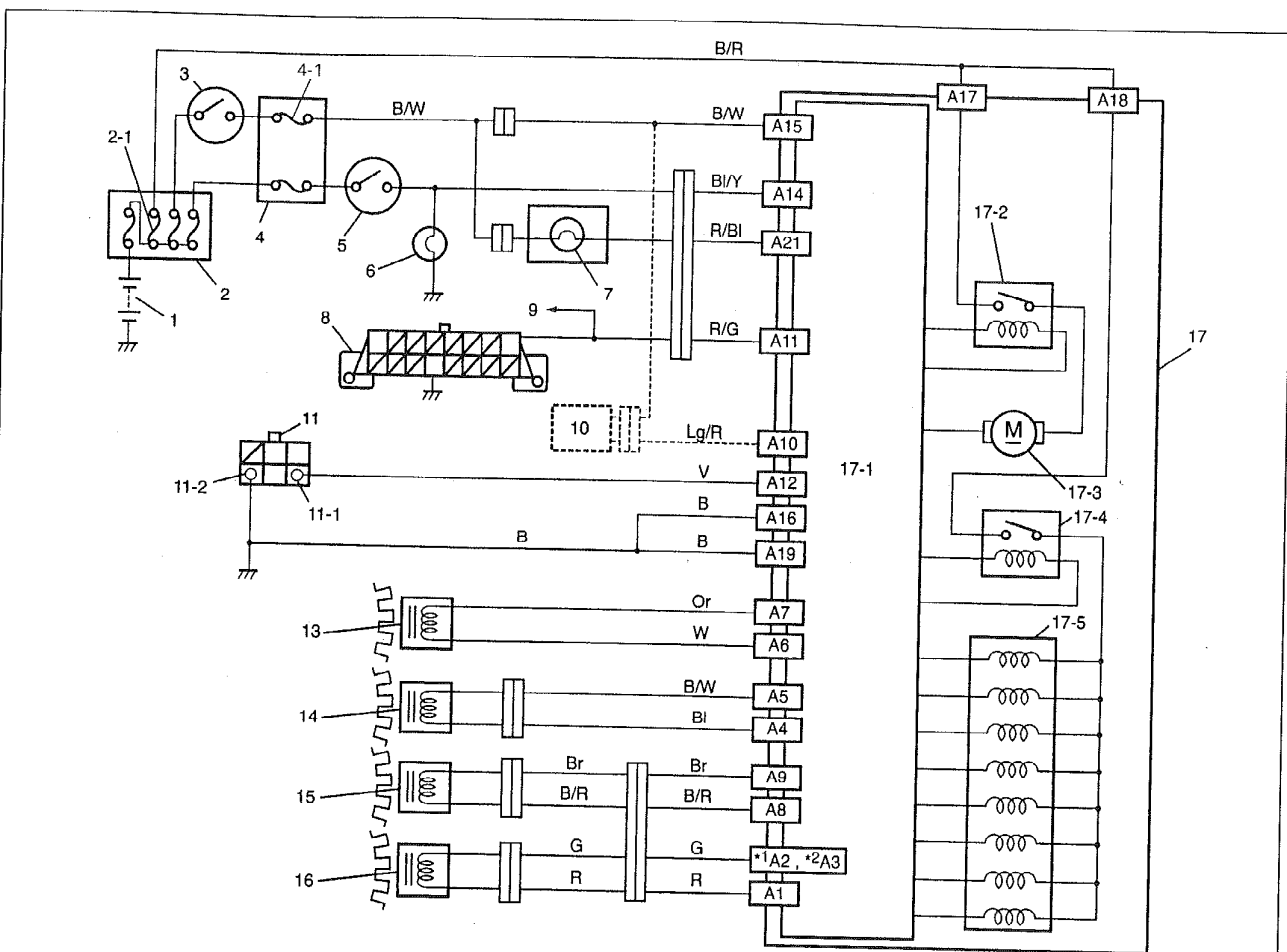 B/R
3
4-1
A17
A18
B/W
B/W
A15
2-1
Bl/Y
A14
17-2
4
5
R/Bl
A21
6
1
2
7
8
9
R/G
A11
17
10
Lg/R
A10
M
11
17-1
11-2
11-1
V
A12
17-3
B
A16
17-4
B
B
A19
13
Or
A7
W
A6
17-5
14
B/W
A5
Bl
A4
15
Br
Br
A9
B/R
B/R
A8
16
G
G
*1A2 , *2A3
R
R
A1